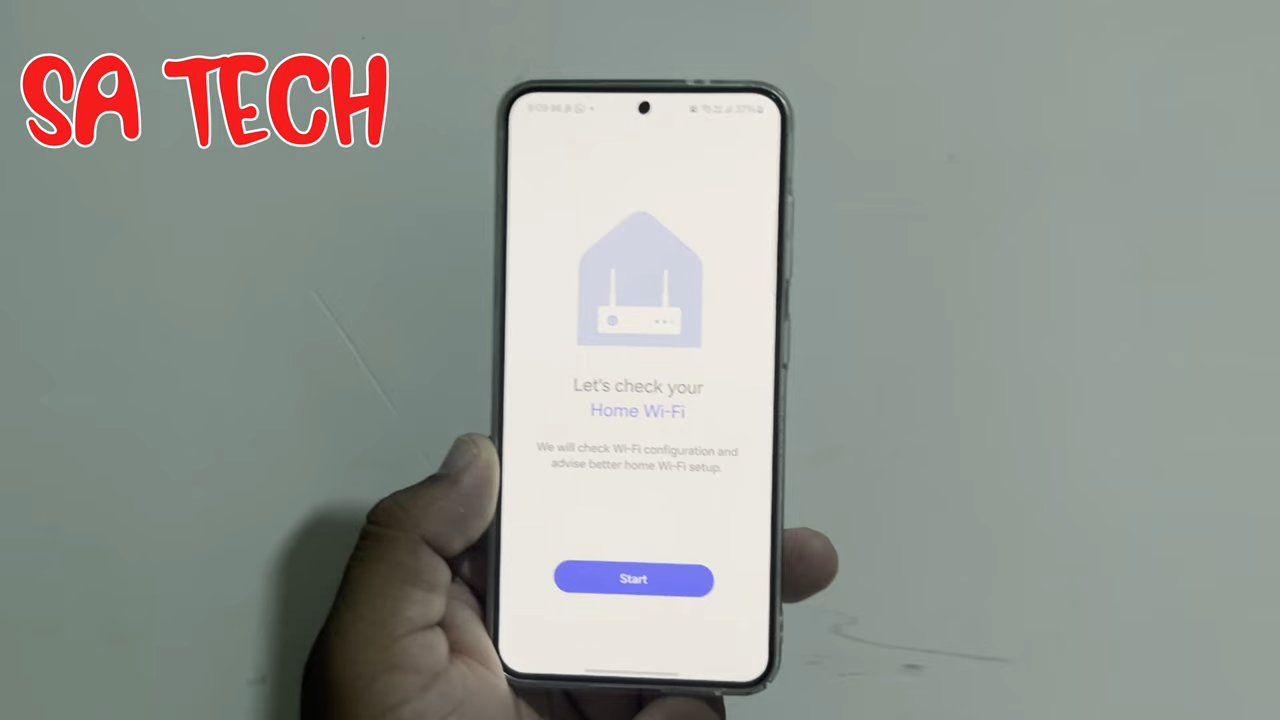 SA TECH
Let's check your
Home Wi-Fi
We will check Wi-Fi configuration and
advise better home Wi-Fi setup.
Start